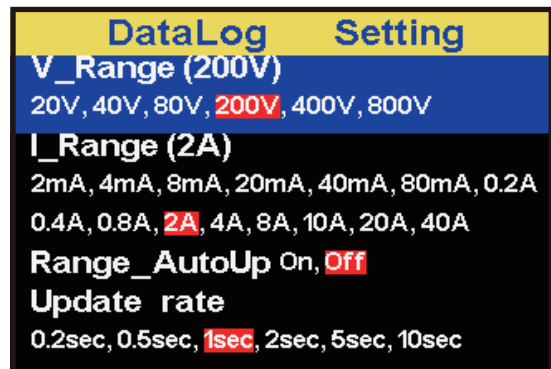 DataLog Setting
V_Range (200V)
20V, 40V, 80V, 200V, 400V, 800V
I_Range (2A)
2mA, 4mA, 8mA, 20mA, 40mA, 80mA, 0.2A
0.4A, 0.8A, 2A, 4A, 8A, 10A, 20A, 40A
Range_AutoUp On, Off
Update rate
0.2sec, 0.5sec, 1sec, 2sec, 5sec, 10sec